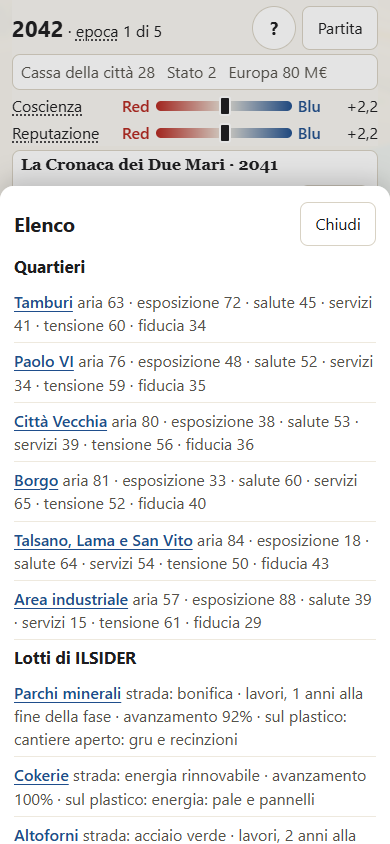 2042 · epoca 1 di 5
?
Partita
Cassa della città 28 Stato 2 Europa 80 M€
Coscienza Red Blu +2,2
Reputazione Red Blu +2,2
La Cronaca dei Due Mari · 2041
Elenco
Chiudi
Quartieri
Tamburi aria 63 · esposizione 72 · salute 45 · servizi
41 · tensione 60 · fiducia 34
Paolo VI aria 76 · esposizione 48 · salute 52 · servizi
34 · tensione 59 · fiducia 35
Città Vecchia aria 80 · esposizione 38 · salute 53 ·
servizi 39 · tensione 56 · fiducia 36
Borgo aria 81 · esposizione 33 · salute 60 · servizi
65 · tensione 52 · fiducia 40
Talsano, Lama e San Vito aria 84 · esposizione 18 ·
salute 64 · servizi 54 · tensione 50 · fiducia 43
Area industriale aria 57 · esposizione 88 · salute 39
· servizi 15 · tensione 61 · fiducia 29
Lotti di ILSIDER
Parchi minerali strada: bonifica · lavori, 1 anni alla
fine della fase · avanzamento 92% · sul plastico:
cantiere aperto: gru e recinzioni
Cokerie strada: energia rinnovabile · avanzamento
100% · sul plastico: energia: pale e pannelli
Altoforni strada: acciaio verde · lavori, 2 anni alla